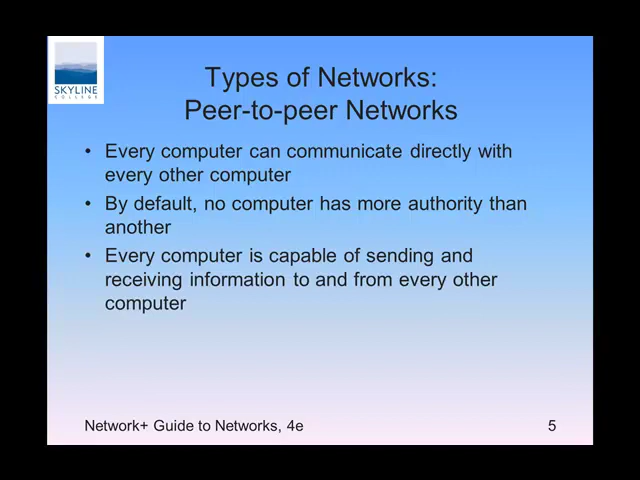 SKYLINE
COLLEGE
Types of Networks:
Peer-to-peer Networks
• Every computer can communicate directly with
every other computer
• By default, no computer has more authority than
another
• Every computer is capable of sending and
receiving information to and from every other
computer
Network+ Guide to Networks, 4e
5